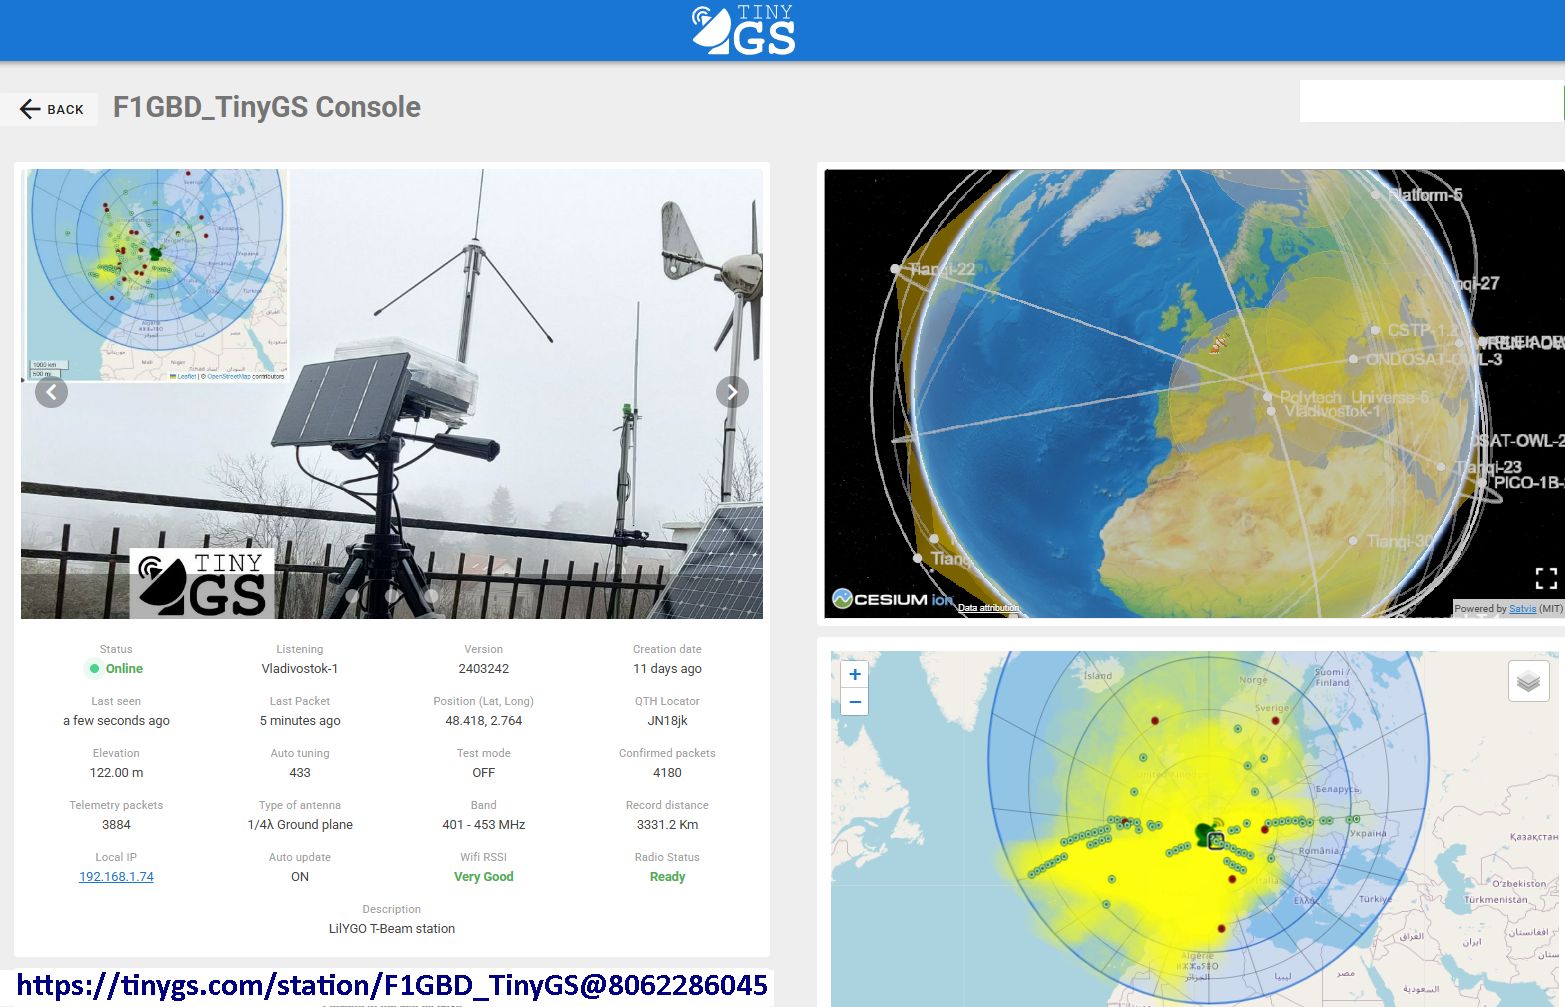 TINY
GS
BACK
F1GBD_TinyGS Console
1000 km
500 mi
Leaflet | © OpenStreetMap contributors
TINY
GS
Status
Online
Listening
Vladivostok-1
Version
2403242
Creation date
11 days ago
Last seen
a few seconds ago
Last Packet
5 minutes ago
Position (Lat, Long)
48.418, 2.764
QTH Locator
JN18jk
Elevation
122.00 m
Auto tuning
433
Test mode
OFF
Confirmed packets
4180
Telemetry packets
3884
Type of antenna
1/4λ Ground plane
Band
401 - 453 MHz
Record distance
3331.2 Km
Local IP
192.168.1.74
Auto update
ON
Wifi RSSI
Very Good
Radio Status
Ready
Description
LilYGO T-Beam station
https://tinygs.com/station/F1GBD_TinyGS@8062286045
Platform-5
Tianqi-22
nqi-27
CSTP-1.2
ONDOSAT-OWL-3
Polytech_Universe-5
Vladivostok-1
SAT-OWL-2
Tianqi-23
PICO-1B-
Tianqi-30
Tianq
CESIUM ion
Data attribution
Powered by Satvis (MIT)
+
−
Ísland
Norge
Suomi /
Finland
Sverige
United Kingdom
Беларусь
Україна
România
Italia
Ελλάς
Türkiye
Қазақстан
Oʻzbekiston
Türkmenistan
افغانستان
ایران
العراق
السعودية
مصر
ليبيا
Algérie
ⵍⵣⵣⴰⵢⴻⵔ
الجزائر
Niger
Mali